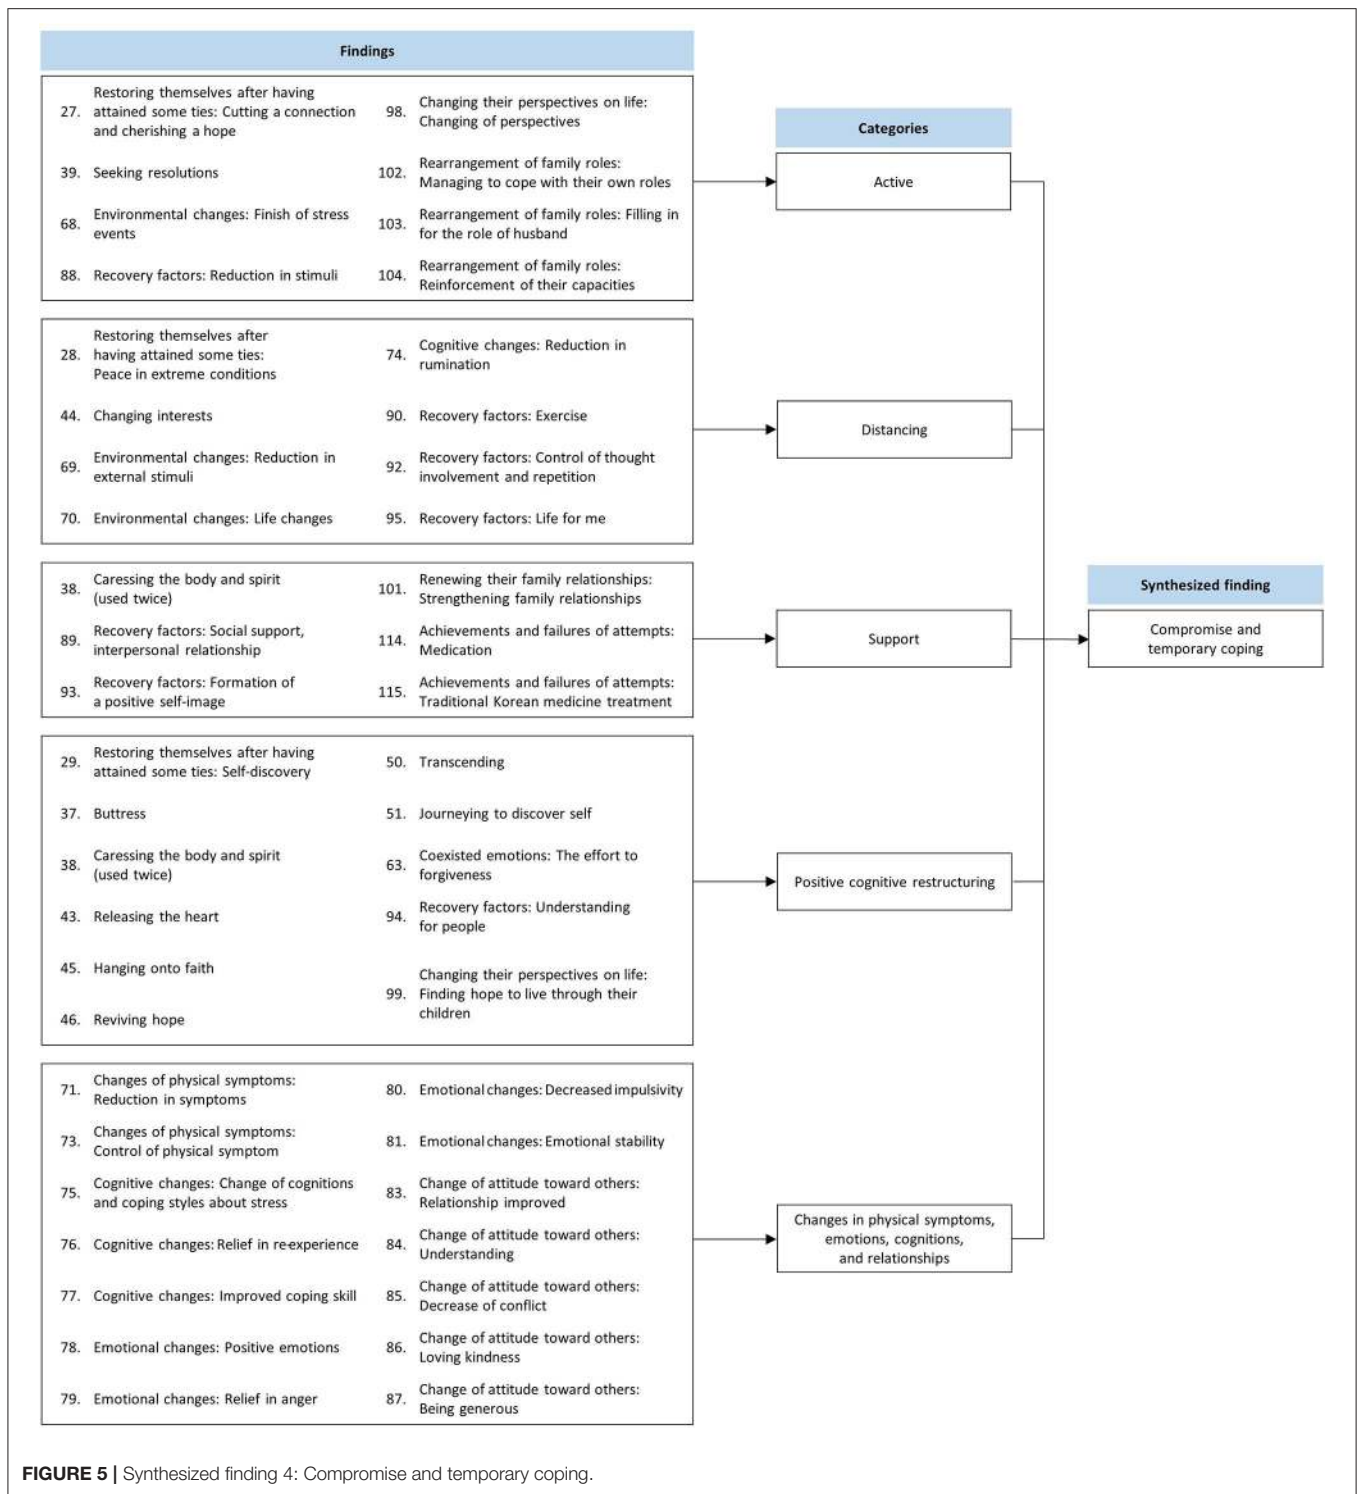 Findings
27. Restoring themselves after having
attained some ties: Cutting a connection
and cherishing a hope
39. Seeking resolutions
68. Environmental changes: Finish of stress
events
88. Recovery factors: Reduction in stimuli
98. Changing their perspectives on life:
Changing of perspectives
102. Rearrangement of family roles:
Managing to cope with their own roles
103. Rearrangement of family roles: Filling in
for the role of husband
104. Rearrangement of family roles:
Reinforcement of their capacities
28. Restoring themselves after
having attained some ties:
Peace in extreme conditions
44. Changing interests
69. Environmental changes: Reduction in
external stimuli
70. Environmental changes: Life changes
74. Cognitive changes: Reduction in
rumination
90. Recovery factors: Exercise
92. Recovery factors: Control of thought
involvement and repetition
95. Recovery factors: Life for me
38. Caressing the body and spirit
(used twice)
89. Recovery factors: Social support,
interpersonal relationship
93. Recovery factors: Formation of
a positive self-image
101. Renewing their family relationships:
Strengthening family relationships
114. Achievements and failures of attempts:
Medication
115. Achievements and failures of attempts:
Traditional Korean medicine treatment
29. Restoring themselves after having
attained some ties: Self-discovery
37. Buttress
38. Caressing the body and spirit
(used twice)
43. Releasing the heart
45. Hanging onto faith
46. Reviving hope
50. Transcending
51. Journeying to discover self
63. Coexisted emotions: The effort to
forgiveness
94. Recovery factors: Understanding
for people
99. Changing their perspectives on life:
Finding hope to live through their
children
71. Changes of physical symptoms:
Reduction in symptoms
73. Changes of physical symptoms:
Control of physical symptom
75. Cognitive changes: Change of cognitions
and coping styles about stress
76. Cognitive changes: Relief in re-experience
77. Cognitive changes: Improved coping skill
78. Emotional changes: Positive emotions
79. Emotional changes: Relief in anger
80. Emotional changes: Decreased impulsivity
81. Emotional changes: Emotional stability
83. Change of attitude toward others:
Relationship improved
84. Change of attitude toward others:
Understanding
85. Change of attitude toward others:
Decrease of conflict
86. Change of attitude toward others:
Loving kindness
87. Change of attitude toward others:
Being generous
Categories
Active
Distancing
Support
Positive cognitive restructuring
Changes in physical symptoms,
emotions, cognitions,
and relationships
Synthesized finding
Compromise and
temporary coping
FIGURE 5 | Synthesized finding 4: Compromise and temporary coping.